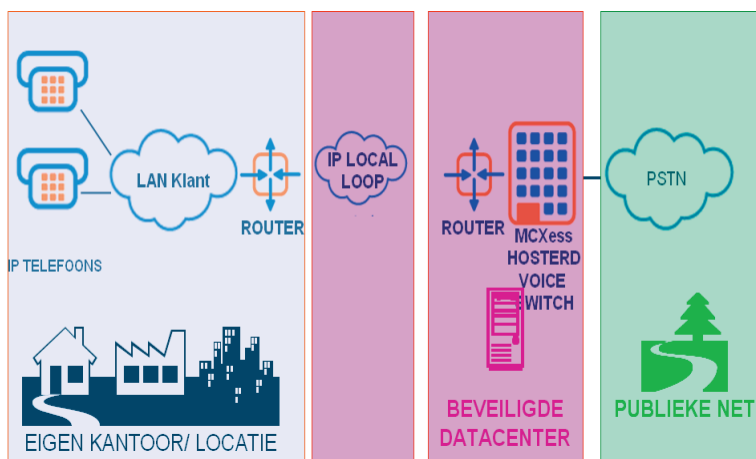 IP TELEFOONS
LAN Klant
ROUTER
EIGEN KANTOOR/ LOCATIE
IP LOCAL
LOOP
ROUTER
MCXess
HOSTERD
VOICE
WITCH
BEVEILIGDE
DATACENTER
PSTN
PUBLIEKE NET